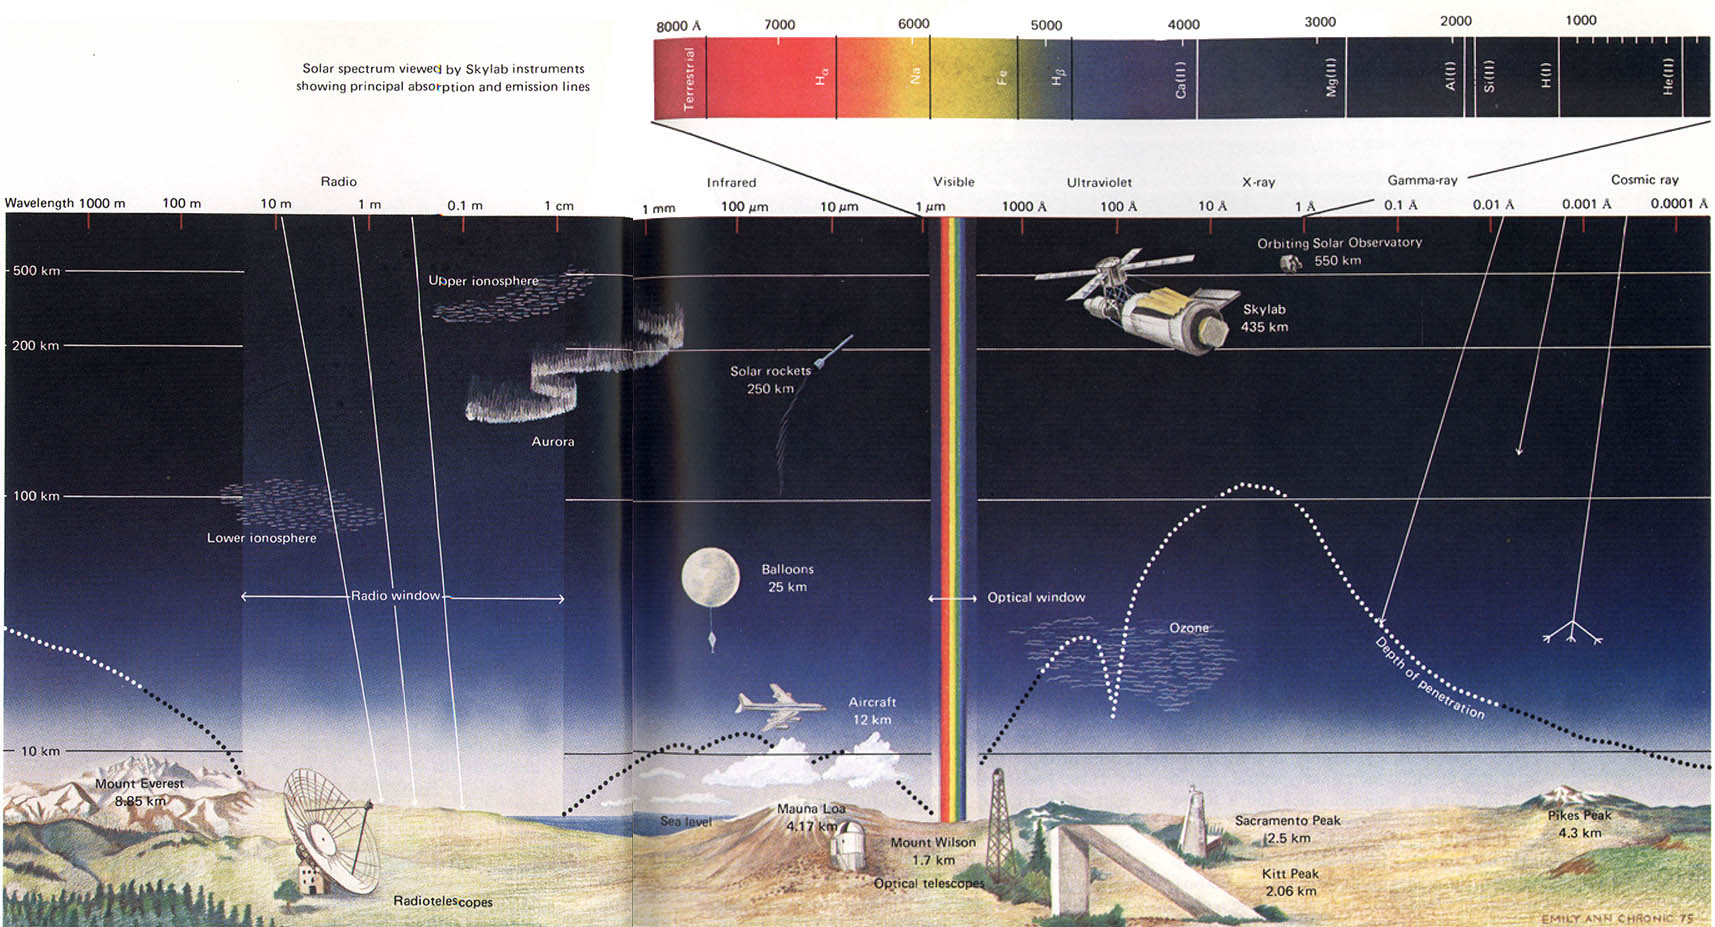 8000 Å 7000 6000 5000 4000 3000 2000 1000
Solar spectrum viewed by Skylab instruments
showing principal absorption and emission lines
Terrestrial
Hα
Na
Fe
Hβ
Ca(II)
Mg(II)
Al(I)
Si(II)
H(I)
He(II)
Radio Infrared Visible Ultraviolet X-ray Gamma-ray Cosmic ray
Wavelength 1000 m 100 m 10 m 1 m 0.1 m 1 cm 1 mm 100 μm 10 μm 1 μm 1000 Å 100 Å 10 Å 1 Å 0.1 Å 0.01 Å 0.001 Å 0.0001 Å
500 km
Upper ionosphere
Orbiting Solar Observatory
550 km
Skylab
435 km
200 km
Solar rockets
250 km
Aurora
100 km
Lower ionosphere
Balloons
25 km
Radio window
Optical window
Ozone
Depth of penetration
Aircraft
12 km
10 km
Mount Everest
8.85 km
Sea level
Mauna Loa
4.17 km
Mount Wilson
1.7 km
Optical telescopes
Sacramento Peak
2.5 km
Kitt Peak
2.06 km
Pikes Peak
4.3 km
Radiotelescopes
EMILY ANN CHRONIC 75